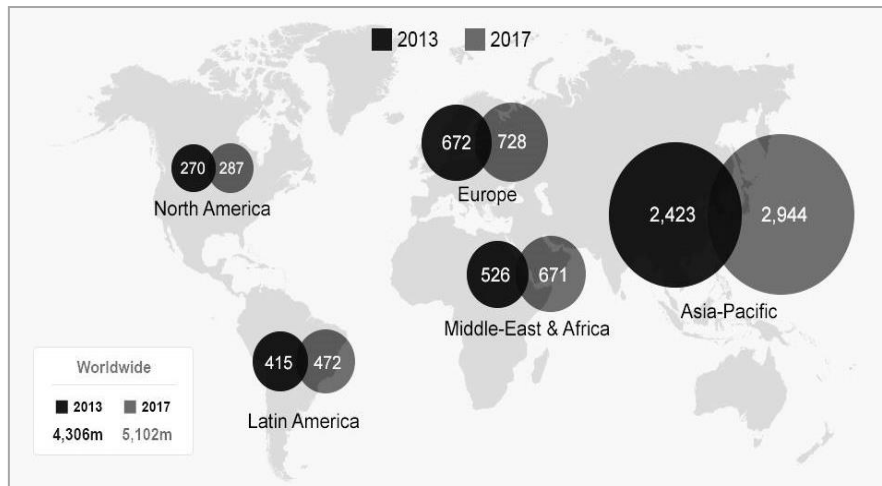 2013 2017
672 728
Europe
270 287
North America
2,423 2,944
Asia-Pacific
526 671
Middle-East & Africa
415 472
Latin America
Worldwide
2013 2017
4,306m 5,102m